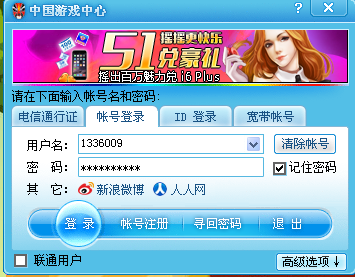 中国游戏中心
?
51 摇摇更快乐 兑豪礼
摇出百万魅力兑 i6 Plus
请在下面输入帐号名和密码:
电信通行证 帐号登录 ID 登录 宽带帐号
用户名: 1336009 清除帐号
密 码: ********** 记住密码
其 它: 新浪微博 人人网
登 录 帐号注册 寻回密码 退 出
联通用户 高级选项↓